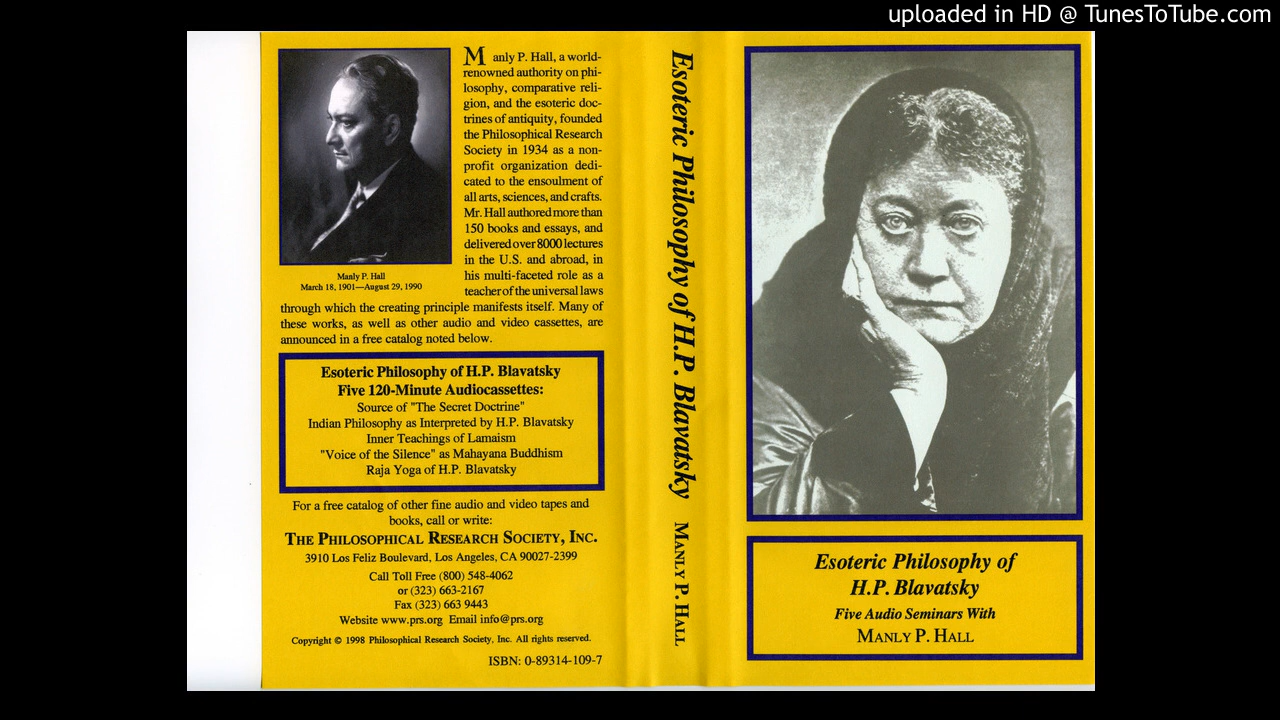 uploaded in HD @ TunesToTube.com
Manly P. Hall, a world-
renowned authority on phi-
losophy, comparative reli-
gion, and the esoteric doc-
trines of antiquity, founded
the Philosophical Research
Society in 1934 as a non-
profit organization dedi-
cated to the ensoulment of
all arts, sciences, and crafts.
Mr. Hall authored more than
150 books and essays, and
delivered over 8000 lectures
in the U.S. and abroad, in
his multi-faceted role as a
teacher of the universal laws
through which the creating principle manifests itself. Many of
these works, as well as other audio and video cassettes, are
announced in a free catalog noted below.
Manly P. Hall
March 18, 1901—August 29, 1990
Esoteric Philosophy of H.P. Blavatsky
Five 120-Minute Audiocassettes:
Source of "The Secret Doctrine"
Indian Philosophy as Interpreted by H.P. Blavatsky
Inner Teachings of Lamaism
"Voice of the Silence" as Mahayana Buddhism
Raja Yoga of H.P. Blavatsky
For a free catalog of other fine audio and video tapes and
books, call or write:
THE PHILOSOPHICAL RESEARCH SOCIETY, INC.
3910 Los Feliz Boulevard, Los Angeles, CA 90027-2399
Call Toll Free (800) 548-4062
or (323) 663-2167
Fax (323) 663 9443
Website www.prs.org Email info@prs.org
Copyright © 1998 Philosophical Research Society, Inc. All rights reserved.
ISBN: 0-89314-109-7
Esoteric Philosophy of H.P. Blavatsky MANLY P. HALL
Esoteric Philosophy of
H.P. Blavatsky
Five Audio Seminars With
MANLY P. HALL